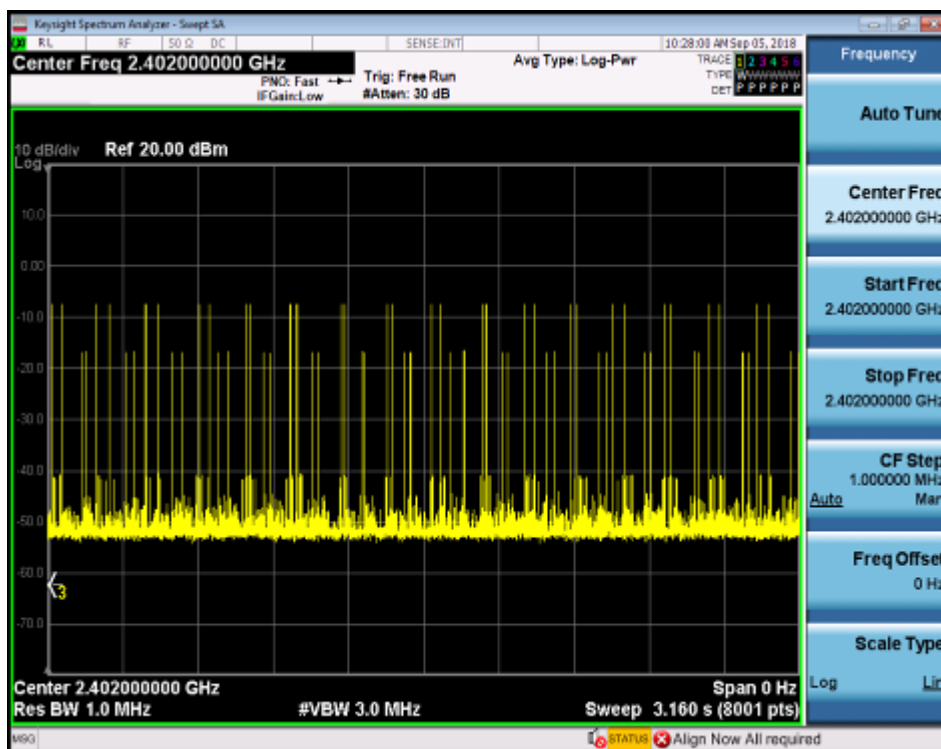 Keysight Spectrum Analyzer - Swept SA
RL RF 50 Ω DC SENSE:INT 10:28:00 AM Sep 05, 2018
Center Freq 2.402000000 GHz
PNO: Fast
IFGain:Low
Trig: Free Run
#Atten: 30 dB
Avg Type: Log-Pwr
TRACE 1 2 3 4 5 6
TYPE WWWWWW
DET P P P P P P
10 dB/div Ref 20.00 dBm
Log
10.0
0.00
-10.0
-20.0
-30.0
-40.0
-50.0
-60.0
3
-70.0
Center 2.402000000 GHz Span 0 Hz
Res BW 1.0 MHz #VBW 3.0 MHz Sweep 3.160 s (8001 pts)
MSG STATUS Align Now All required
Frequency
Auto Tune
Center Freq
2.402000000 GHz
Start Freq
2.402000000 GHz
Stop Freq
2.402000000 GHz
CF Step
1.000000 MHz
Auto Man
Freq Offset
0 Hz
Scale Type
Log Lin